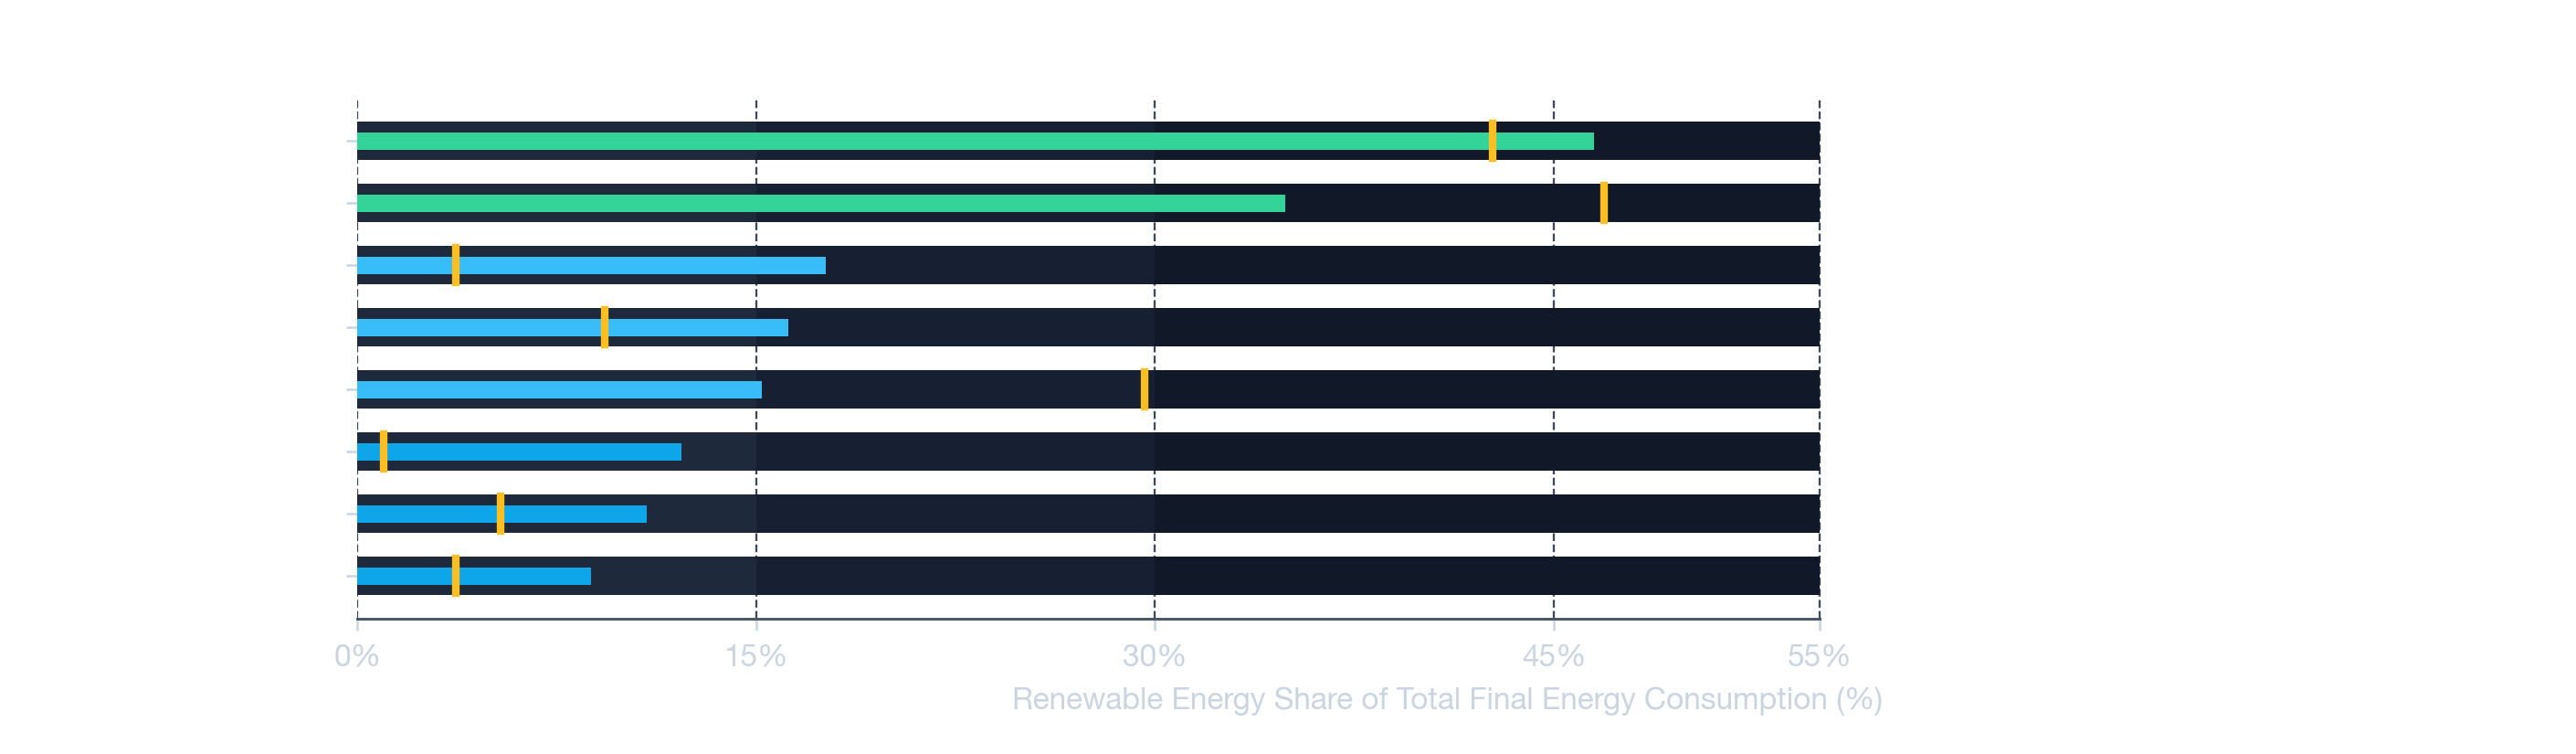 0% 15% 30% 45% 55%
Renewable Energy Share of Total Final Energy Consumption (%)